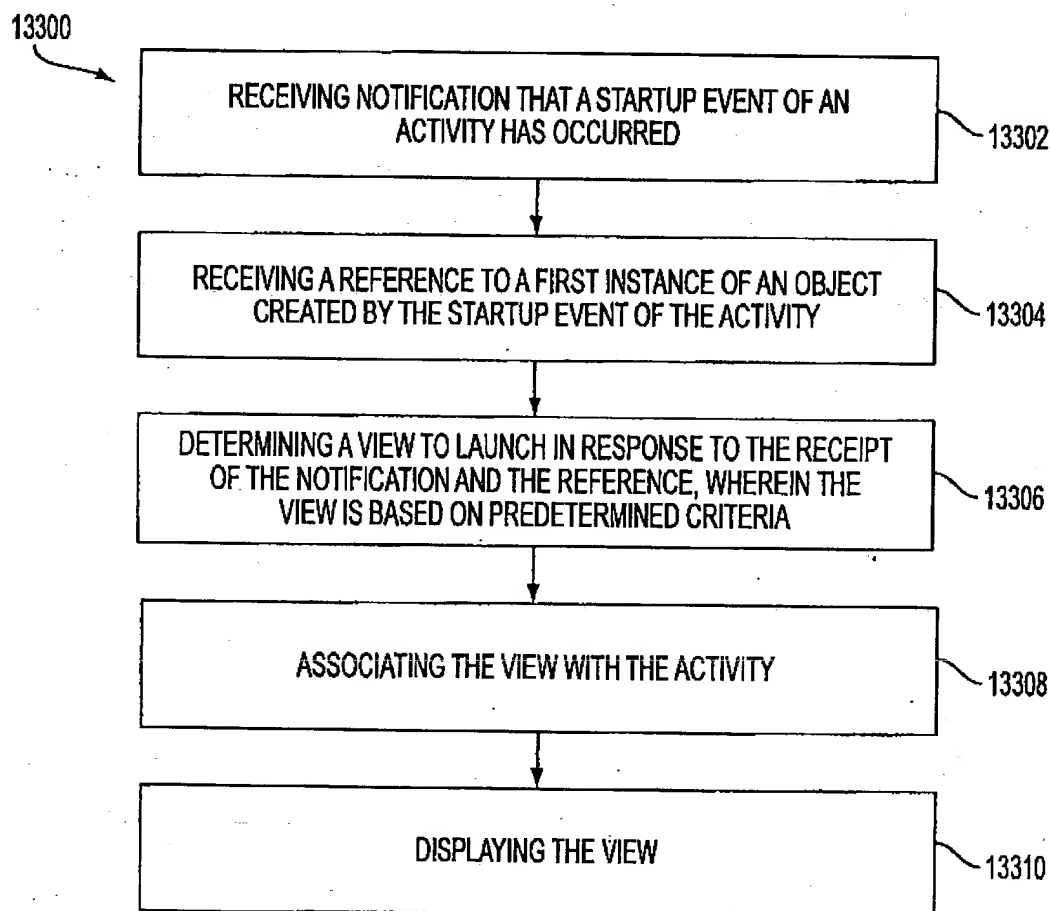 13300
RECEIVING NOTIFICATION THAT A STARTUP EVENT OF AN
ACTIVITY HAS OCCURRED
13302
RECEIVING A REFERENCE TO A FIRST INSTANCE OF AN OBJECT
CREATED BY THE STARTUP EVENT OF THE ACTIVITY
13304
DETERMINING A VIEW TO LAUNCH IN RESPONSE TO THE RECEIPT
OF THE NOTIFICATION AND THE REFERENCE, WHEREIN THE
VIEW IS BASED ON PREDETERMINED CRITERIA
13306
ASSOCIATING THE VIEW WITH THE ACTIVITY
13308
DISPLAYING THE VIEW
13310